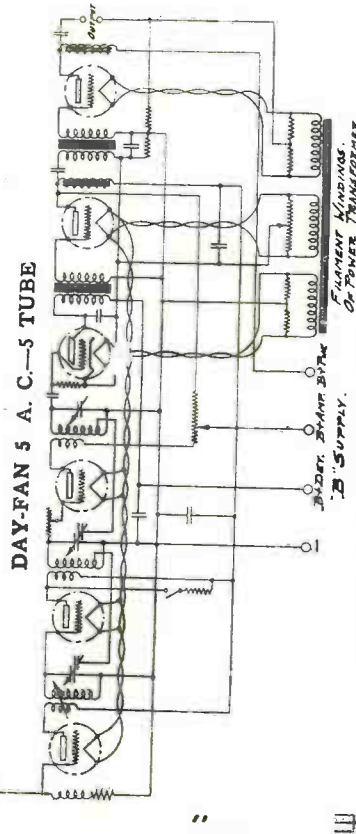 DAY-FAN 5 A. C.—5 TUBE
OUTPUT
FILAMENT WINDINGS.
OF POWER TRANSFORMER
B+DET. B+AMP. B+PWR
"B" SUPPLY.